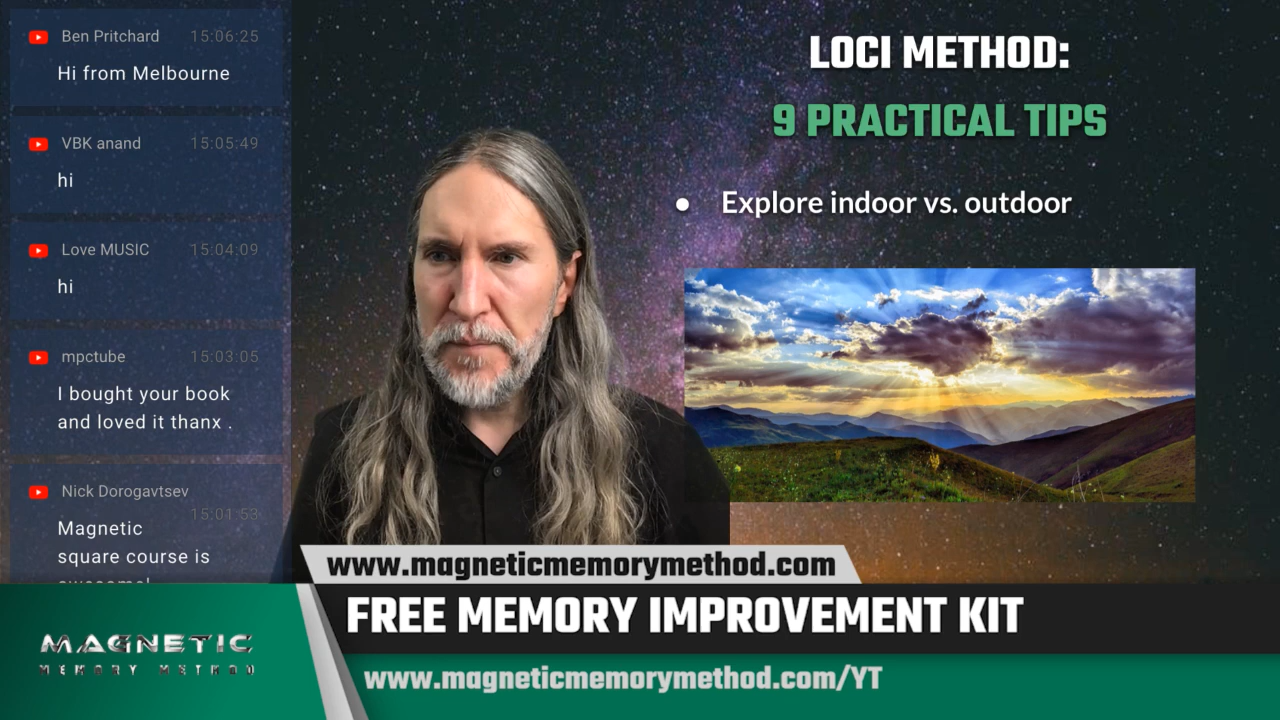 Ben Pritchard 15:06:25
Hi from Melbourne
VBK anand 15:05:49
hi
Love MUSIC 15:04:09
hi
mpctube 15:03:05
I bought your book
and loved it thanx .
Nick Dorogavtsev
15:01:53
Magnetic
square course is
LOCI METHOD:
9 PRACTICAL TIPS
• Explore indoor vs. outdoor
www.magneticmemorymethod.com
FREE MEMORY IMPROVEMENT KIT
www.magneticmemorymethod.com/YT
MAGNETIC
MEMORY METHOD